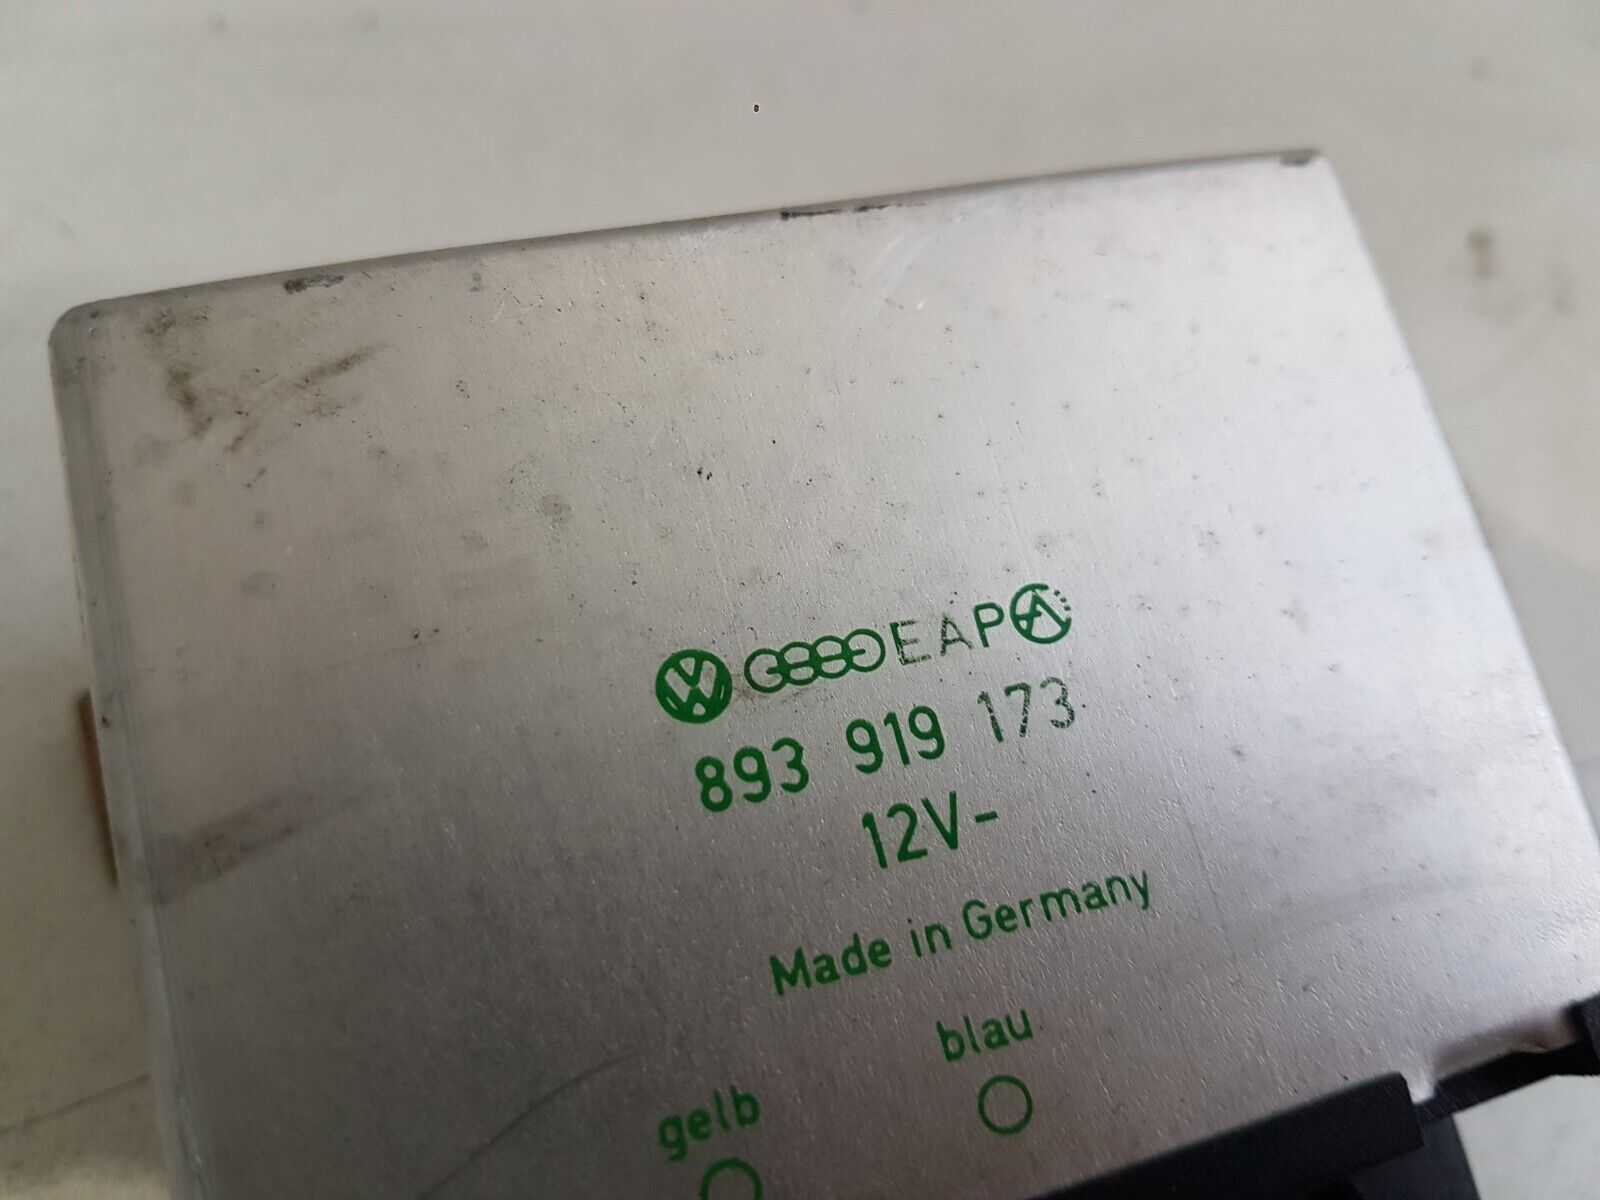 EAP
893 919 173
12V-
Made in Germany
blau
gelb